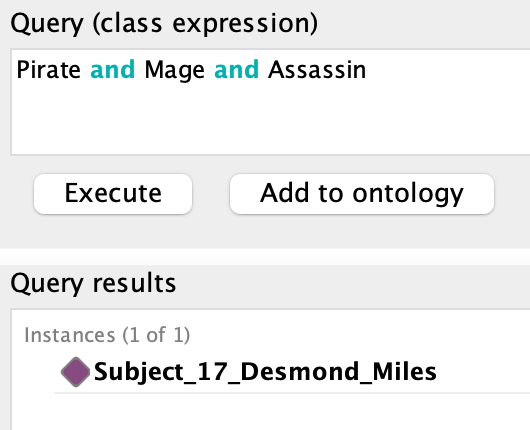 Query (class expression)
Pirate and Mage and Assassin
Execute
Add to ontology
Query results
Instances (1 of 1)
Subject_17_Desmond_Miles